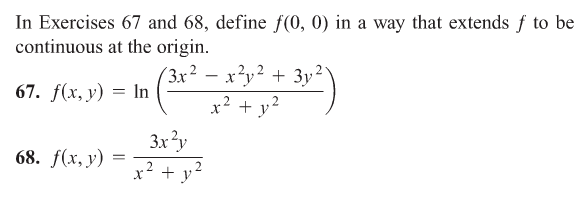 In Exercises 67 and 68, define f(0, 0) in a way that extends f to be
continuous at the origin.
67. f(x, y) = ln (3x² − x²y² + 3y² / x² + y²)
68. f(x, y) = 3x²y / x² + y²